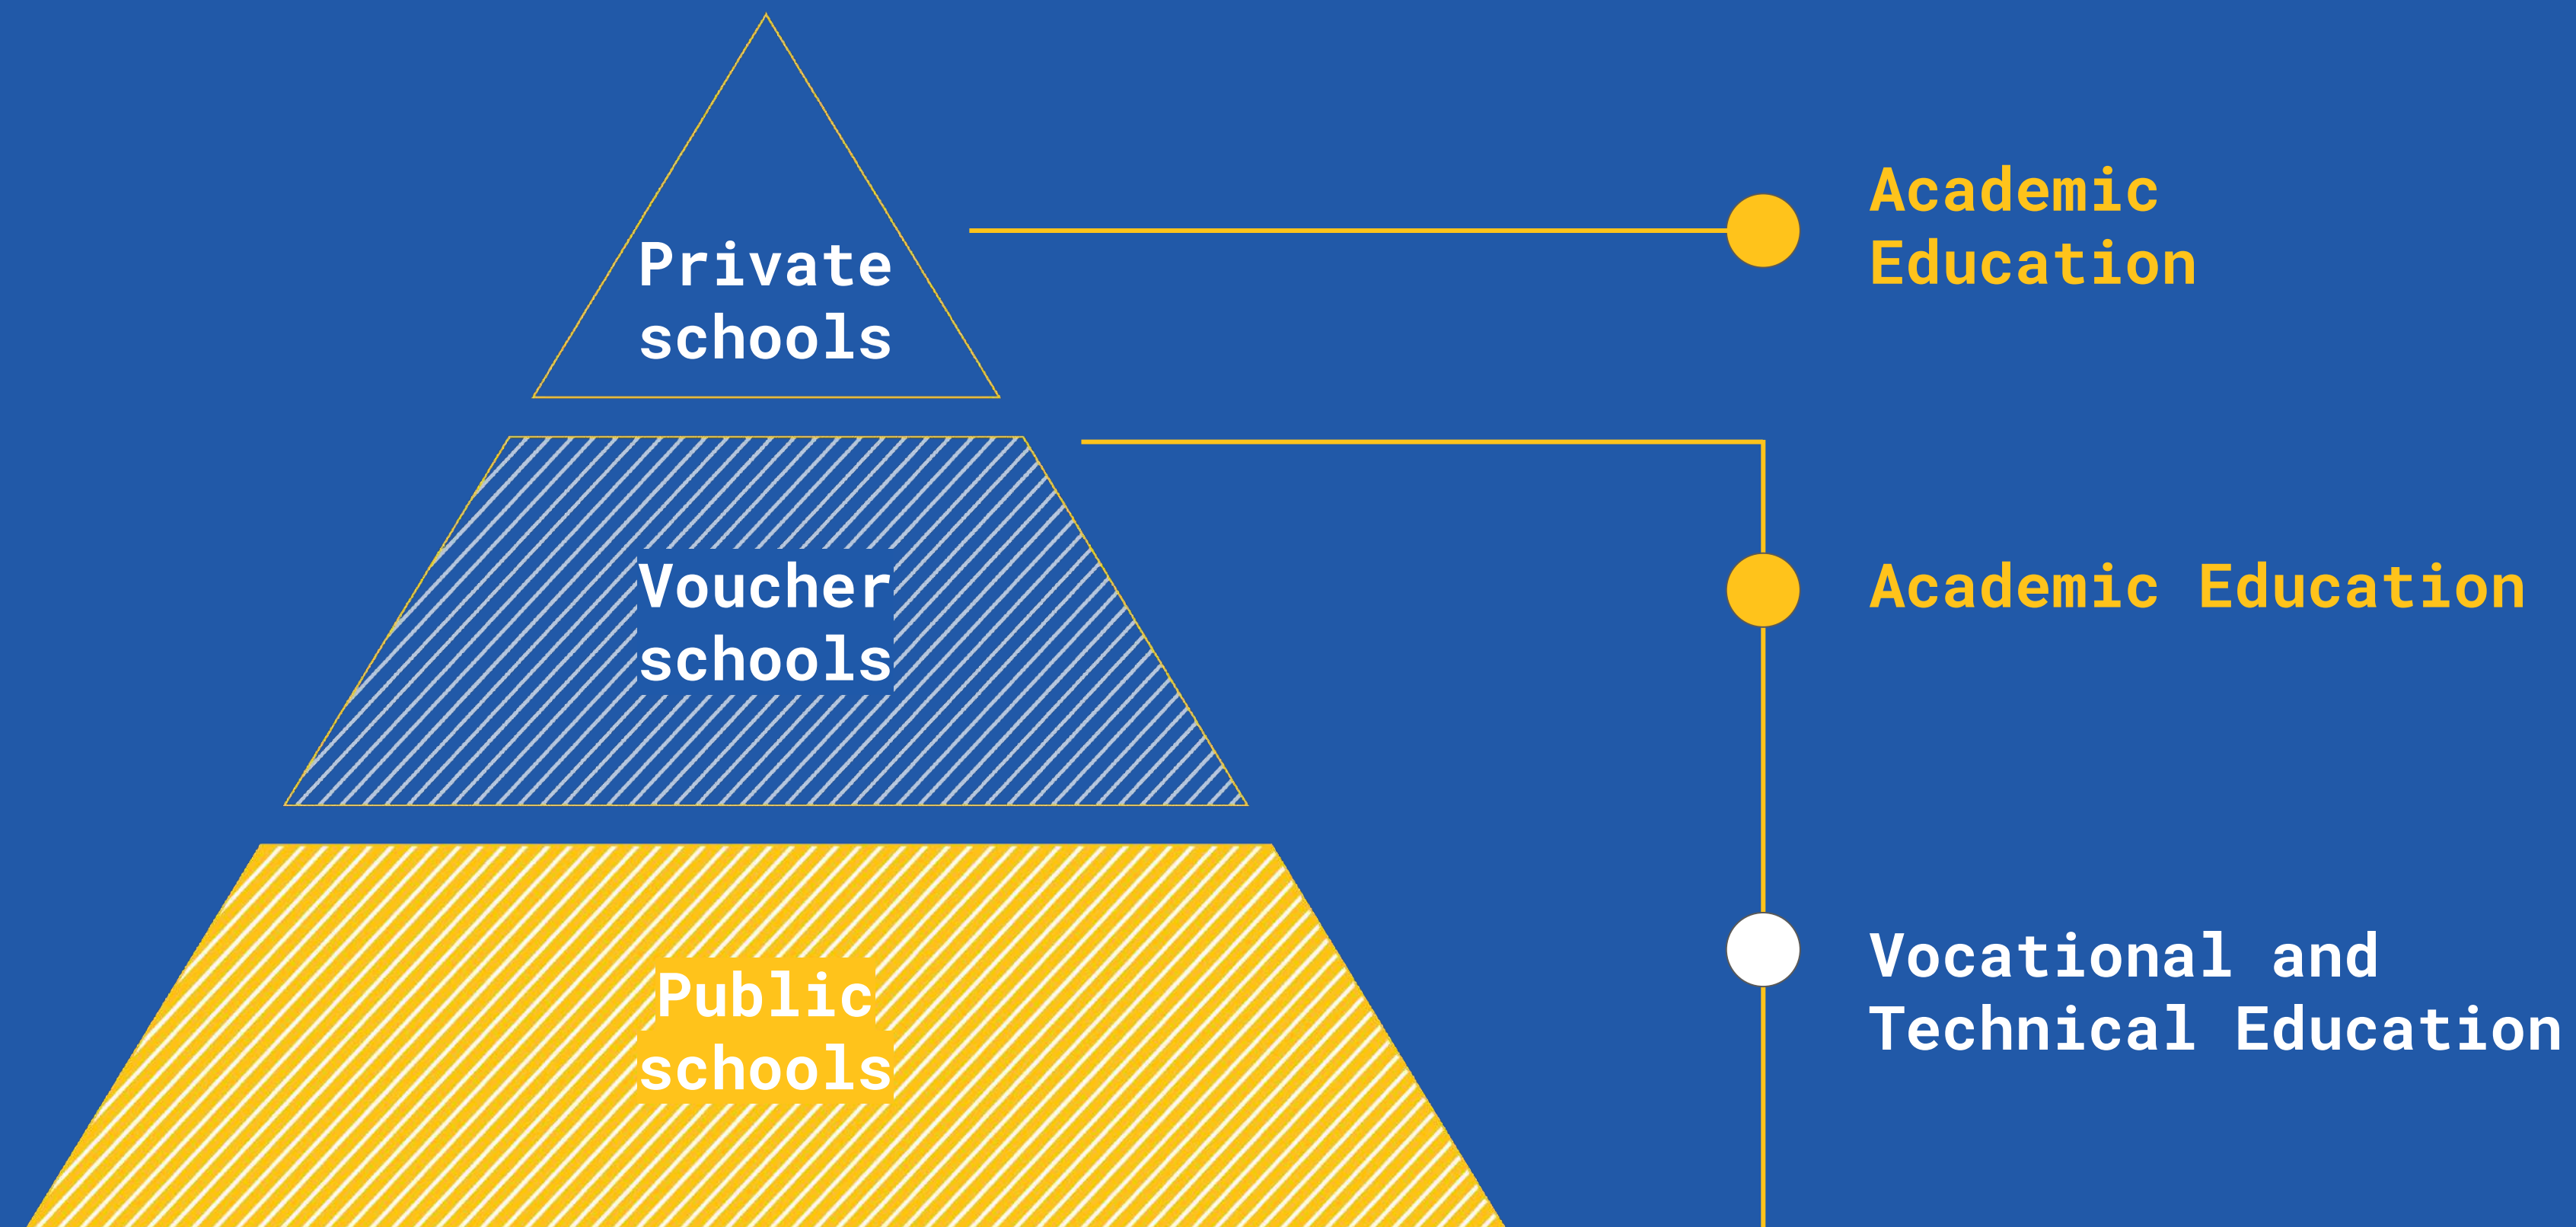 Private
schools
Academic
Education
Voucher
schools
Academic Education
Public
schools
Vocational and
Technical Education